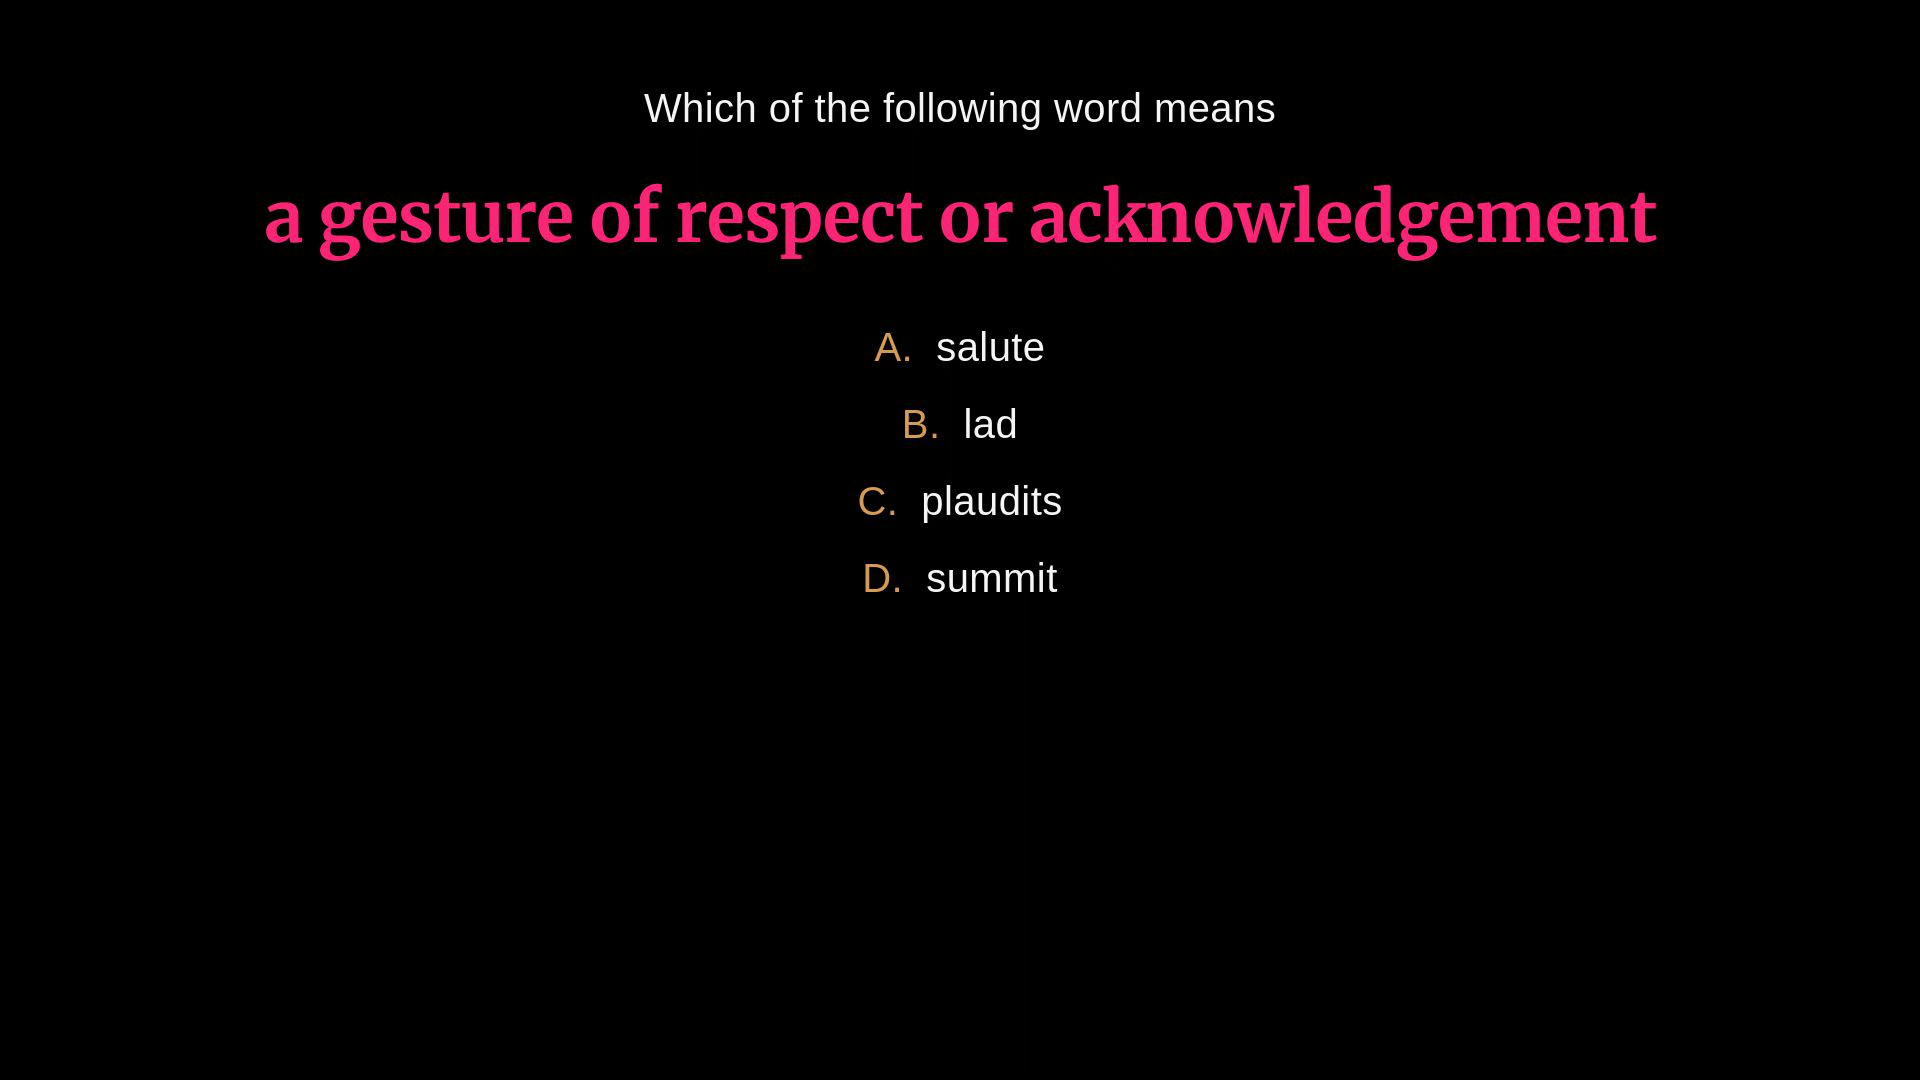 Which of the following word means
a gesture of respect or acknowledgement
A. salute
B. lad
C. plaudits
D. summit